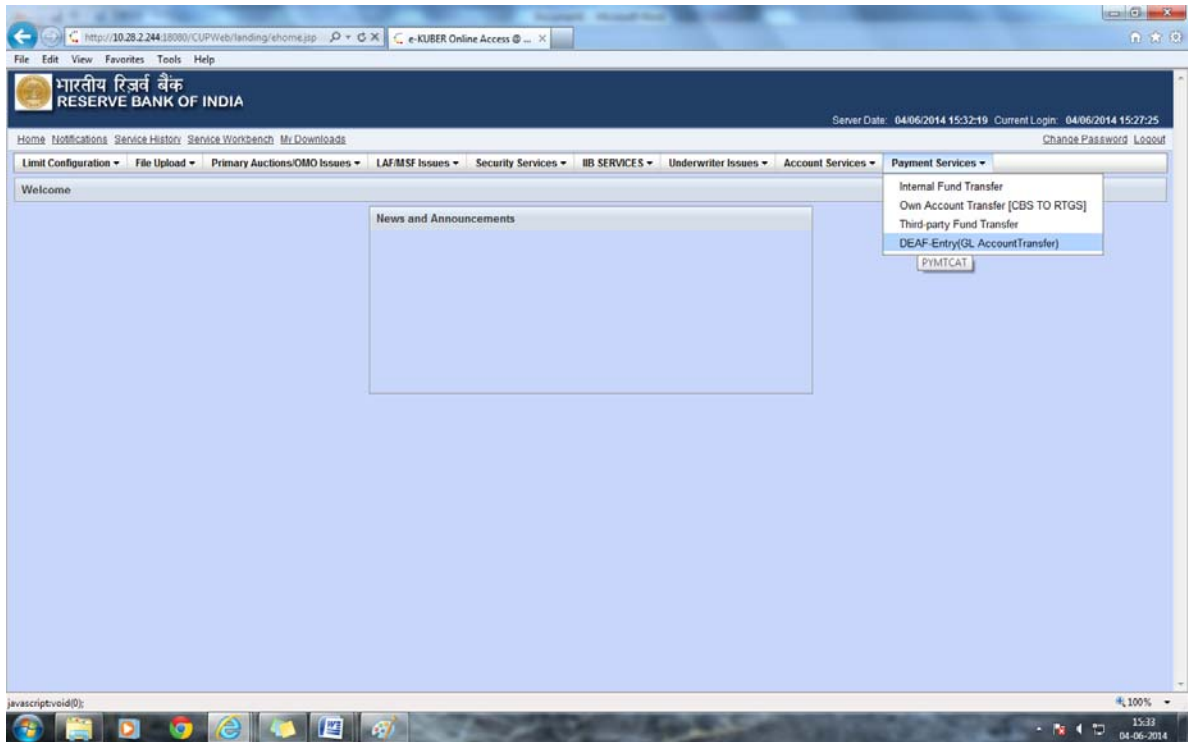 http://10.28.2.244:18080/CUPWeb/landing/ehome.jsp
e-KUBER Online Access @ ...
File Edit View Favorites Tools Help
भारतीय रिज़र्व बैंक
RESERVE BANK OF INDIA
Server Date: 04/06/2014 15:32:19 Current Login: 04/06/2014 15:27:25
Home Notifications Service History Service Workbench My Downloads Change Password Logout
Limit Configuration File Upload Primary Auctions/OMO Issues LAF/MSF Issues Security Services IIB SERVICES Underwriter Issues Account Services Payment Services
Welcome
Internal Fund Transfer
Own Account Transfer [CBS TO RTGS]
Third-party Fund Transfer
DEAF-Entry(GL AccountTransfer)
PYMTCAT
News and Announcements
javascript:void(0);
100%
15:33
04-06-2014